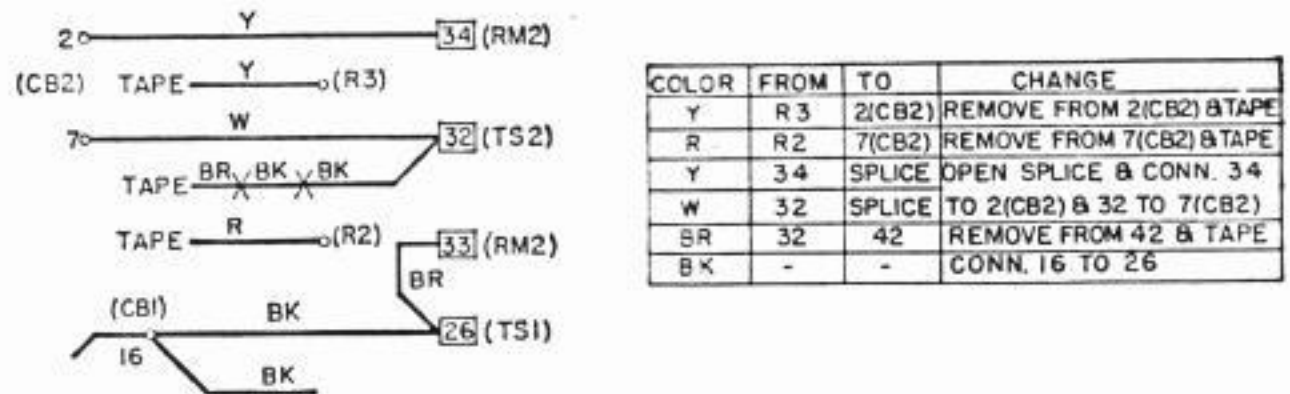 Y
2 34 (RM2)
(CB2) TAPE Y (R3)
W
7 32 (TS2)
TAPE BR BK BK
TAPE R (R2)
33 (RM2)
BR
(CB1) BK
26 (TS1)
16
BK
COLOR FROM TO CHANGE
Y R3 2(CB2) REMOVE FROM 2(CB2) & TAPE
R R2 7(CB2) REMOVE FROM 7(CB2) & TAPE
Y 34 SPLICE OPEN SPLICE & CONN. 34
W 32 SPLICE TO 2(CB2) & 32 TO 7(CB2)
BR 32 42 REMOVE FROM 42 & TAPE
BK - - CONN. 16 TO 26